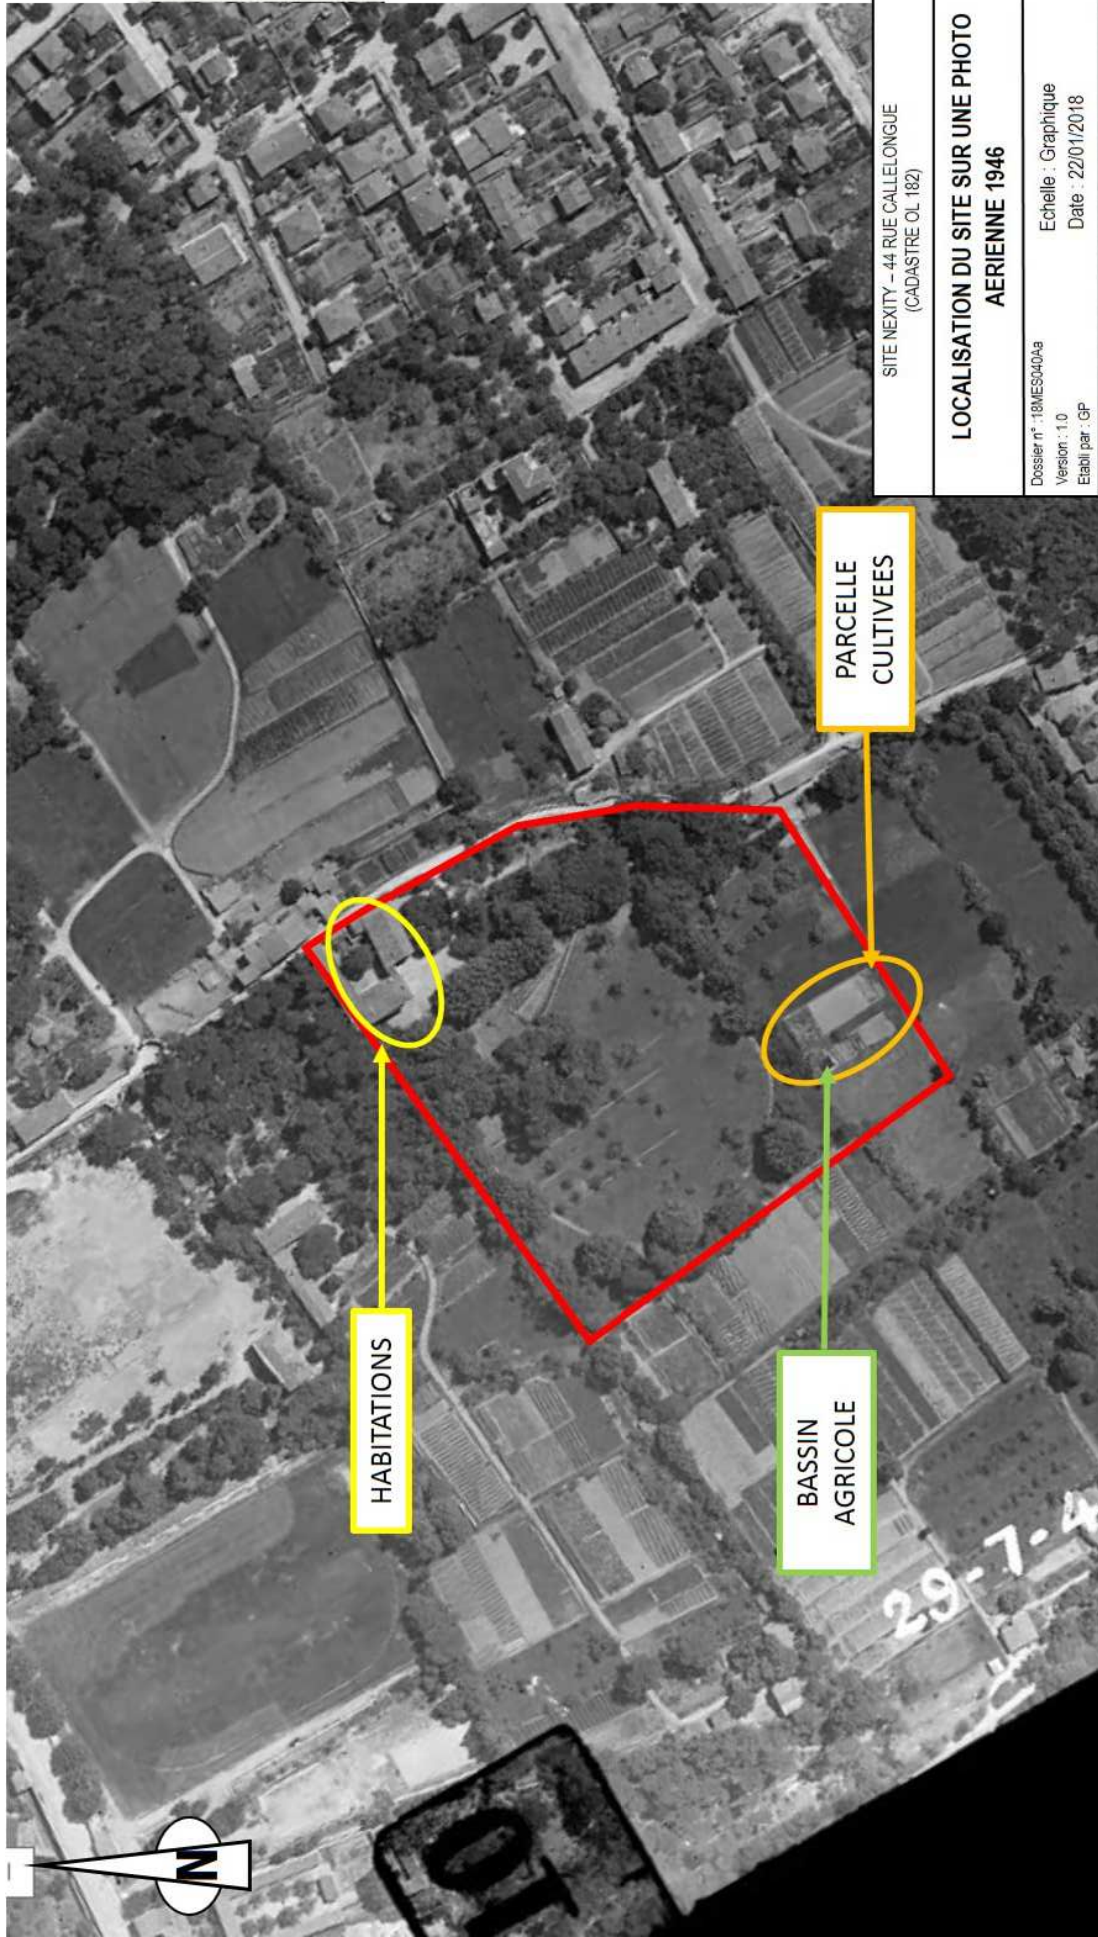 SITE NEXITY – 44 RUE CALLELONGUE
(CADASTRE OL 182)
LOCALISATION DU SITE SUR UNE PHOTO
AERIENNE 1946
Dossier n° :18MES040Aa
Version : 1.0
Etabli par : GP
Echelle : Graphique
Date : 22/01/2018
HABITATIONS
PARCELLE
CULTIVEES
BASSIN
AGRICOLE
N
29-7-4
10